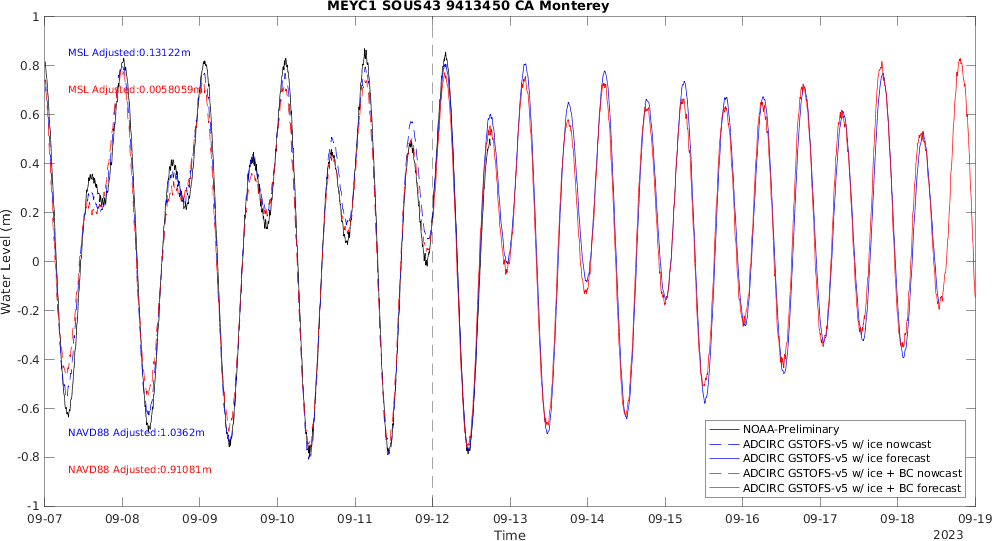 MEYC1 SOUS43 9413450 CA Monterey
Water Level (m)
1
0.8
0.6
0.4
0.2
0
-0.2
-0.4
-0.6
-0.8
-1
MSL Adjusted:0.13122m
MSL Adjusted:0.0058059m
NAVD88 Adjusted:1.0362m
NAVD88 Adjusted:0.91081m
NOAA-Preliminary
ADCIRC GSTOFS-v5 w/ ice nowcast
ADCIRC GSTOFS-v5 w/ ice forecast
ADCIRC GSTOFS-v5 w/ ice + BC nowcast
ADCIRC GSTOFS-v5 w/ ice + BC forecast
09-07 09-08 09-09 09-10 09-11 09-12 09-13 09-14 09-15 09-16 09-17 09-18 09-19
Time
2023